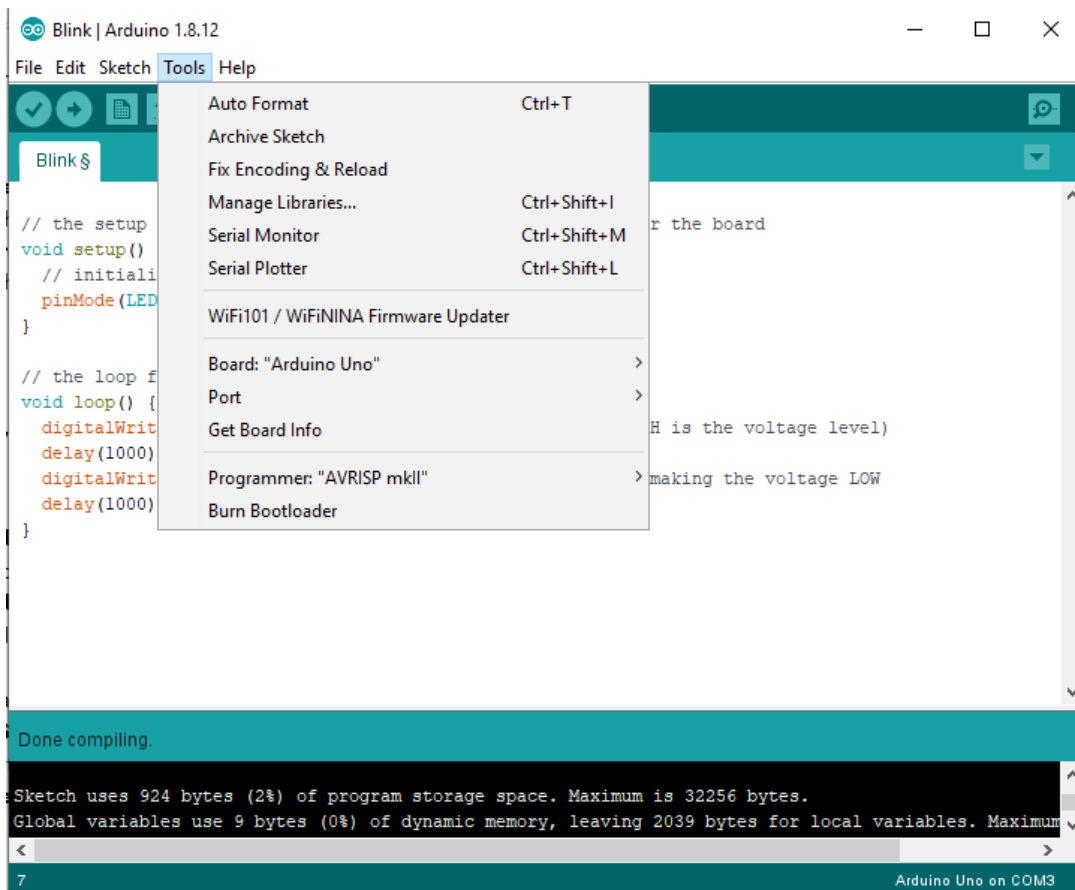 Blink | Arduino 1.8.12
File Edit Sketch Tools Help
Auto Format Ctrl+T
Archive Sketch
Fix Encoding & Reload
Manage Libraries... Ctrl+Shift+I
Serial Monitor Ctrl+Shift+M
Serial Plotter Ctrl+Shift+L
WiFi101 / WiFiNINA Firmware Updater
Board: "Arduino Uno"
Port
Get Board Info
Programmer: "AVRISP mkII"
Burn Bootloader
Blink §
// the setup r the board
void setup()
// initiali
pinMode(LED
}
// the loop f
void loop() {
digitalWrit H is the voltage level)
delay(1000)
digitalWrit making the voltage LOW
delay(1000)
}
Done compiling.
Sketch uses 924 bytes (2%) of program storage space. Maximum is 32256 bytes.
Global variables use 9 bytes (0%) of dynamic memory, leaving 2039 bytes for local variables. Maximum
7 Arduino Uno on COM3